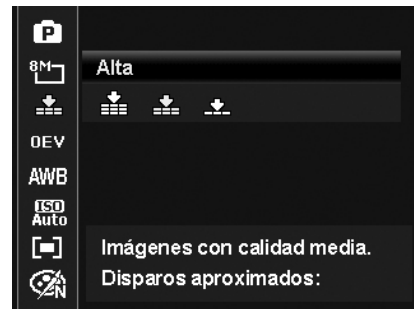 P
8M
Alta
0EV
AWB
ISO
Auto
Imágenes con calidad media.
N
Disparos aproximados: